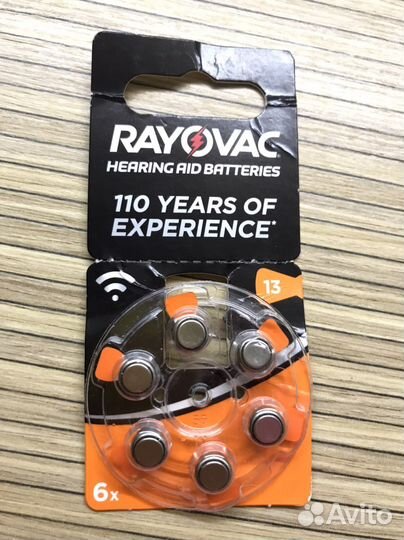 RAYOVAC
HEARING AID BATTERIES
110 YEARS OF
EXPERIENCE*
13
6x
Avito